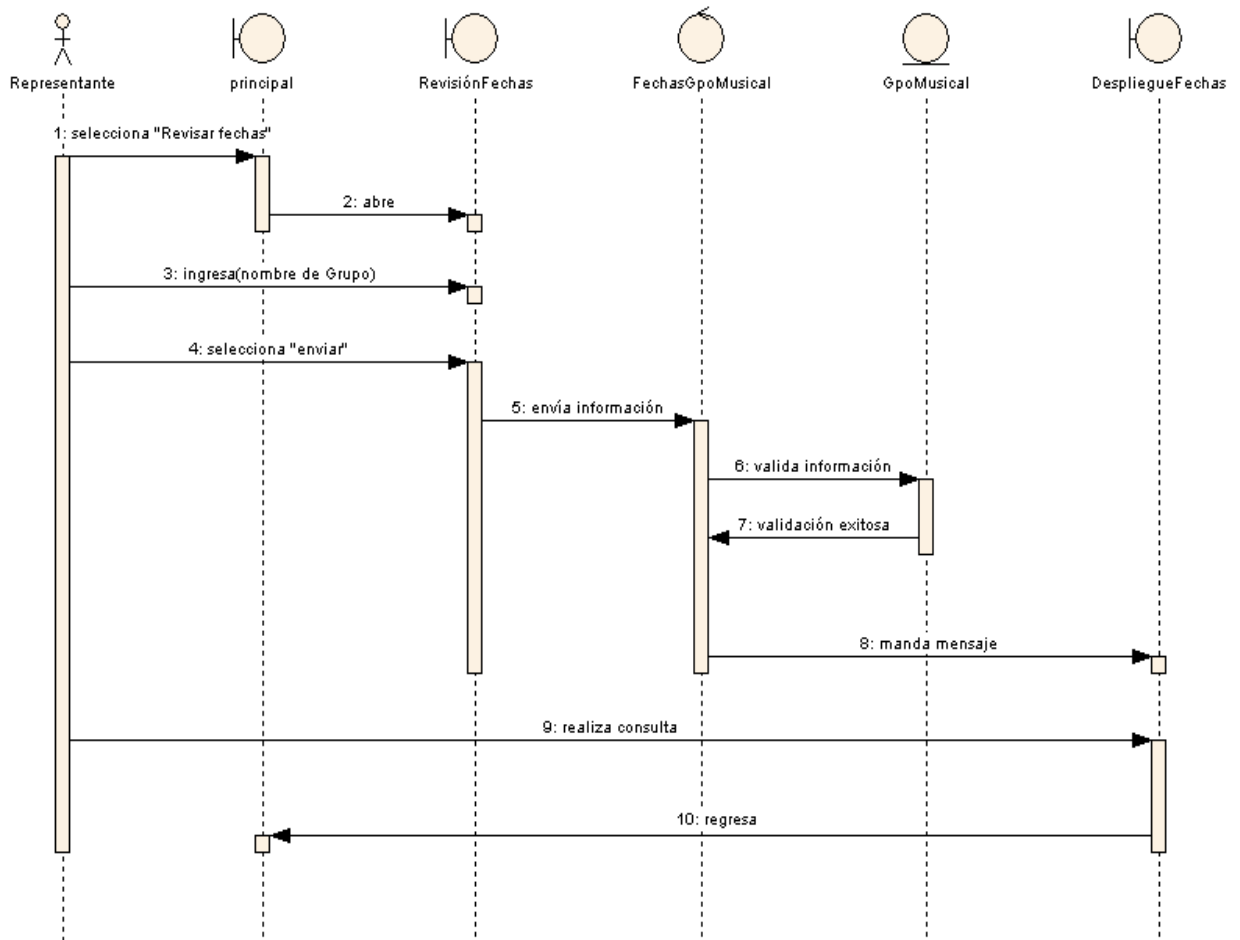 Representante
principal
RevisiónFechas
FechasGpoMusical
GpoMusical
DespliegueFechas
1: selecciona "Revisar fechas"
2: abre
3: ingresa(nombre de Grupo)
4: selecciona "enviar"
5: envía información
6: valida información
7: validación exitosa
8: manda mensaje
9: realiza consulta
10: regresa